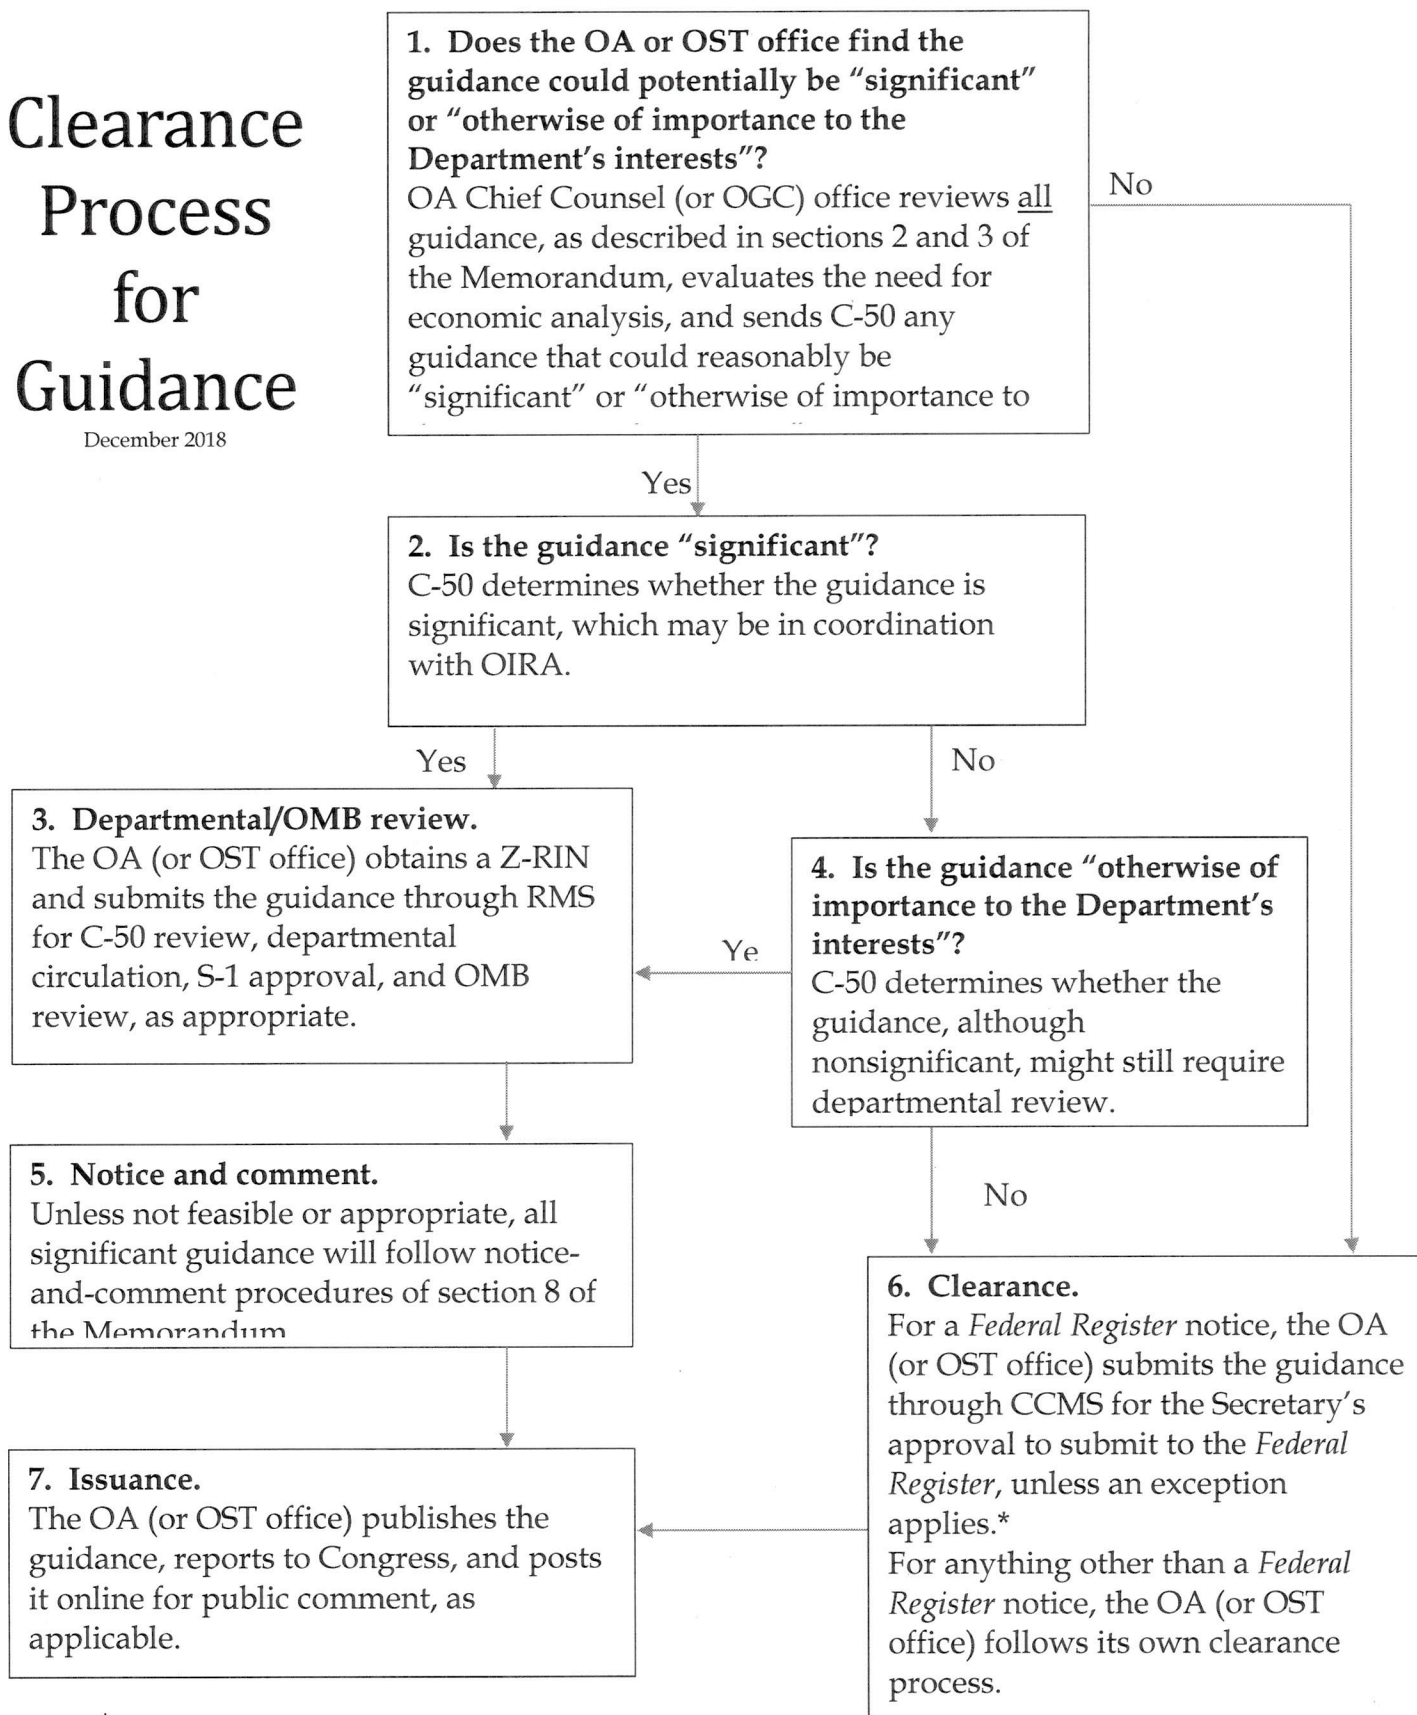 Clearance
Process
for
Guidance
December 2018
1. Does the OA or OST office find the
guidance could potentially be “significant”
or “otherwise of importance to the
Department's interests”?
OA Chief Counsel (or OGC) office reviews all
guidance, as described in sections 2 and 3 of
the Memorandum, evaluates the need for
economic analysis, and sends C-50 any
guidance that could reasonably be
“significant” or “otherwise of importance to
No
Yes
2. Is the guidance “significant”?
C-50 determines whether the guidance is
significant, which may be in coordination
with OIRA.
Yes
No
3. Departmental/OMB review.
The OA (or OST office) obtains a Z-RIN
and submits the guidance through RMS
for C-50 review, departmental
circulation, S-1 approval, and OMB
review, as appropriate.
Ye
4. Is the guidance “otherwise of
importance to the Department's
interests”?
C-50 determines whether the
guidance, although
nonsignificant, might still require
departmental review.
No
5. Notice and comment.
Unless not feasible or appropriate, all
significant guidance will follow notice-
and-comment procedures of section 8 of
the Memorandum
6. Clearance.
For a Federal Register notice, the OA
(or OST office) submits the guidance
through CCMS for the Secretary's
approval to submit to the Federal
Register, unless an exception
applies.*
For anything other than a Federal
Register notice, the OA (or OST
office) follows its own clearance
process.
7. Issuance.
The OA (or OST office) publishes the
guidance, reports to Congress, and posts
it online for public comment, as
applicable.